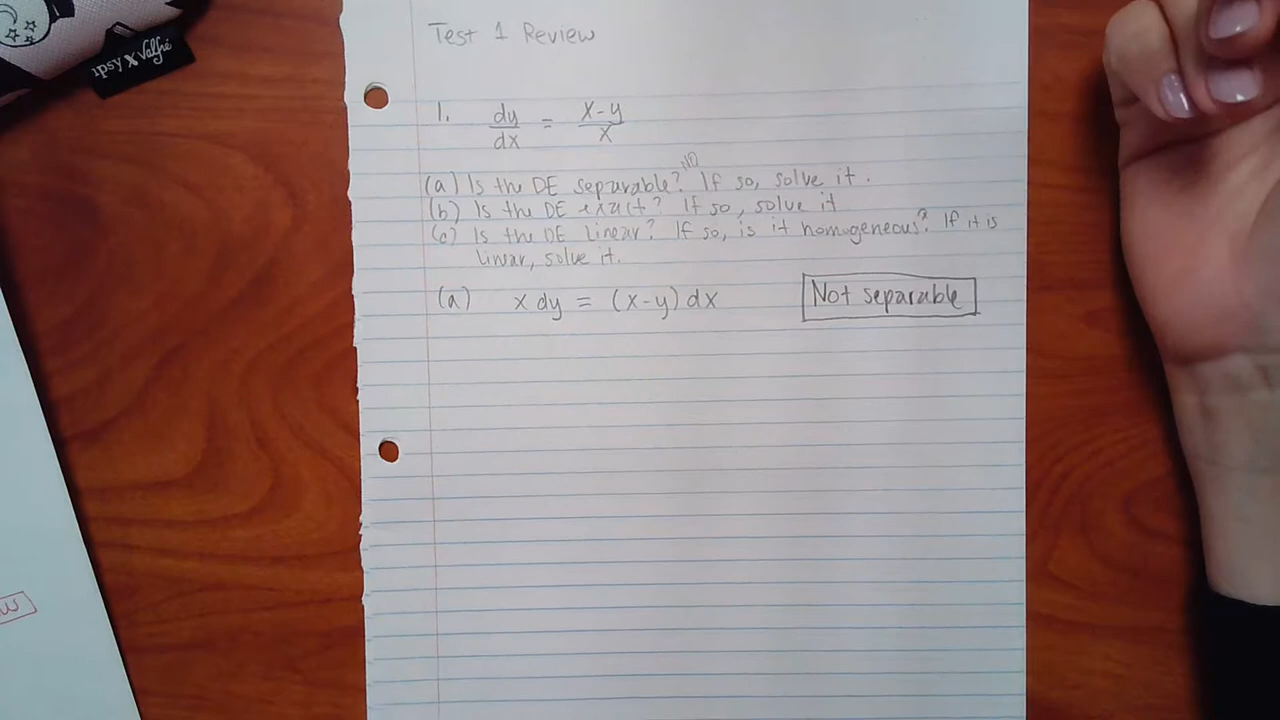 ipsy x Valfré
Test 1 Review
1. dy/dx = x-y/x
NO
(a) Is the DE separable? If so, solve it.
(b) Is the DE exact? If so, solve it
(c) Is the DE linear? If so, is it homogeneous? If it is
linear, solve it.
(a) x dy = (x-y) dx Not separable